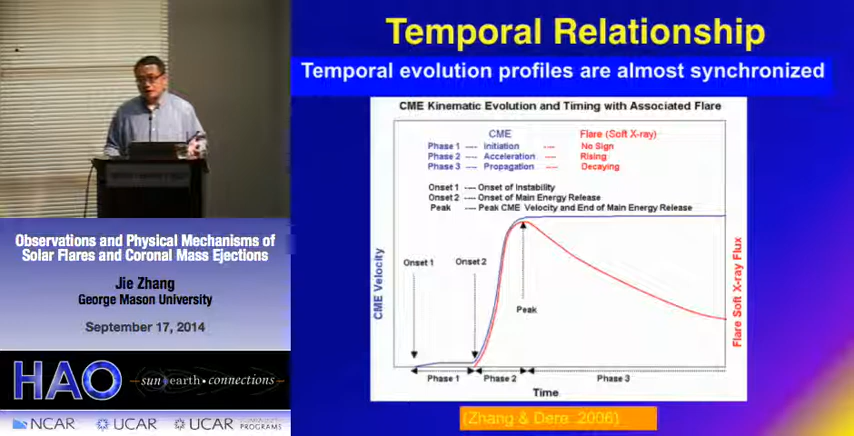 Temporal Relationship
Temporal evolution profiles are almost synchronized
CME Kinematic Evolution and Timing with Associated Flare
CME Flare (Soft X-ray)
Phase 1 ---- Initiation ---- No Sign
Phase 2 ---- Acceleration ---- Rising
Phase 3 ---- Propagation ---- Decaying
Onset 1 ---- Onset of Instability
Onset 2 ---- Onset of Main Energy Release
Peak ---- Peak CME Velocity and End of Main Energy Release
CME Velocity
Onset 1 Onset 2
Peak
Flare Soft X-ray Flux
Phase 1 Phase 2 Phase 3
Time
(Zhang & Dere 2006)
Observations and Physical Mechanisms of
Solar Flares and Coronal Mass Ejections
Jie Zhang
George Mason University
September 17, 2014
HAO
sun earth • connections
NCAR UCAR UCAR
PROGRAMS